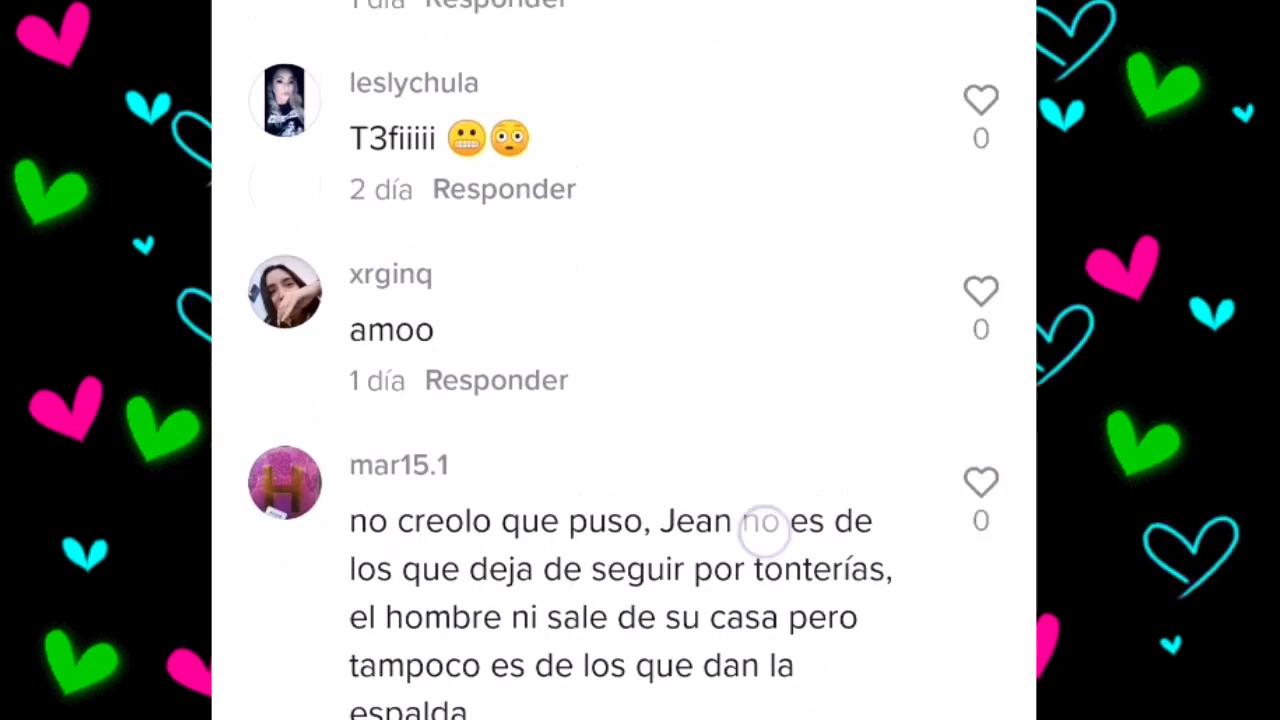 1 día Responder
leslychula
T3fiiiii 😬😳
0
2 día Responder
xrginq
amoo
0
1 día Responder
mar15.1
no creolo que puso, Jean no es de
0
los que deja de seguir por tonterías,
el hombre ni sale de su casa pero
tampoco es de los que dan la
espalda